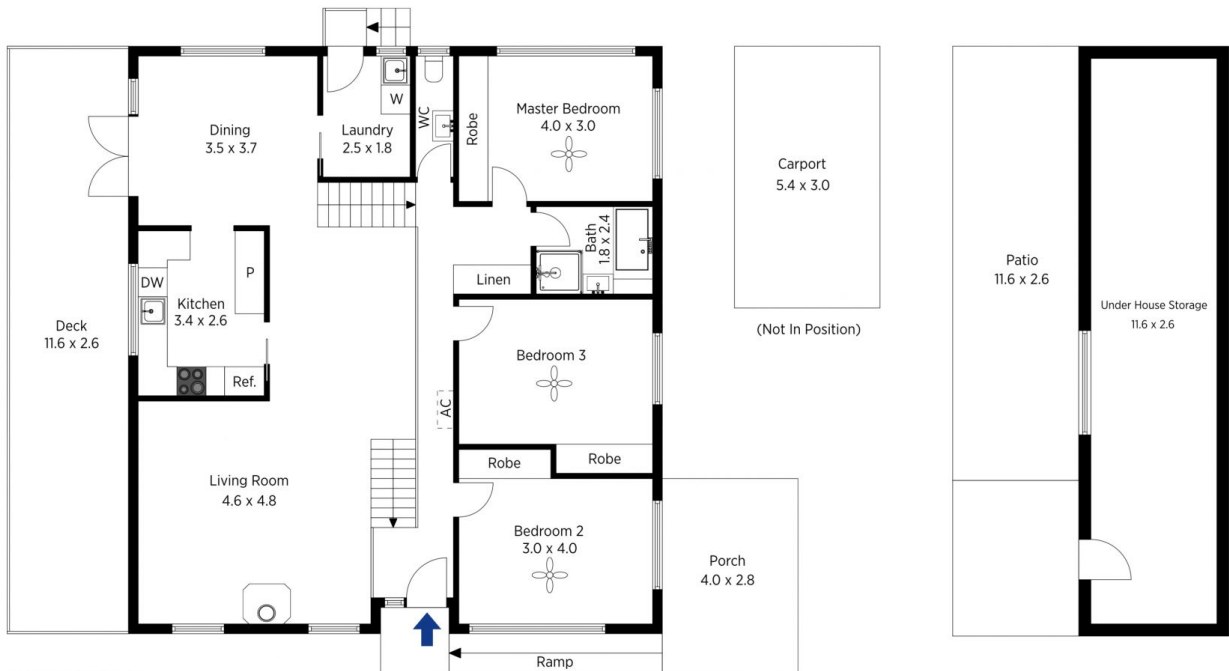 Dining
3.5 x 3.7
Laundry
2.5 x 1.8
W
WC
Robe
Master Bedroom
4.0 x 3.0
Bath
1.8 x 2.4
Linen
DW
P
Kitchen
3.4 x 2.6
Ref.
Deck
11.6 x 2.6
AC
Bedroom 3
Robe
Robe
Living Room
4.6 x 4.8
Bedroom 2
3.0 x 4.0
Porch
4.0 x 2.8
Ramp
Carport
5.4 x 3.0
(Not In Position)
Patio
11.6 x 2.6
Under House Storage
11.6 x 2.6